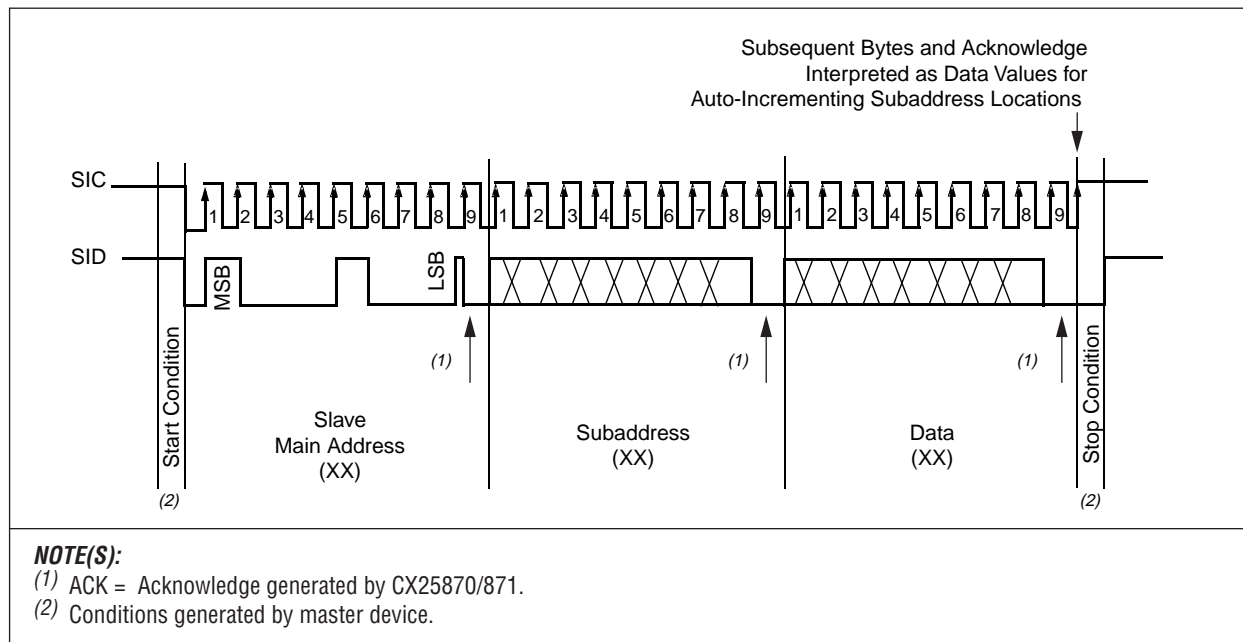 Subsequent Bytes and Acknowledge
Interpreted as Data Values for
Auto-Incrementing Subaddress Locations
SIC
1 2 3 4 5 6 7 8 9 1 2 3 4 5 6 7 8 9 1 2 3 4 5 6 7 8 9
SID
MSB
LSB
(1)
(1)
(1)
Start Condition
Slave
Main Address
(XX)
Subaddress
(XX)
Data
(XX)
Stop Condition
(2)
(2)
NOTE(S):
(1) ACK = Acknowledge generated by CX25870/871.
(2) Conditions generated by master device.